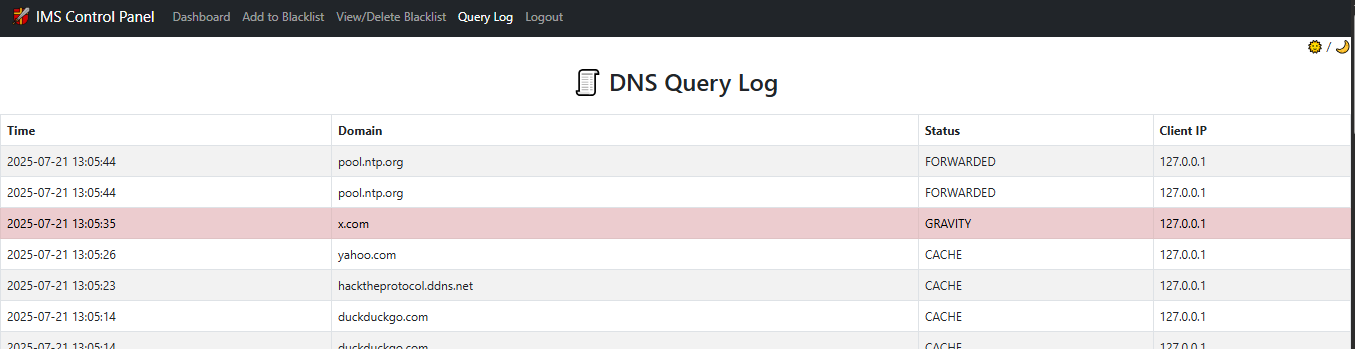 IMS Control Panel Dashboard Add to Blacklist View/Delete Blacklist Query Log Logout
/
DNS Query Log
Time Domain Status Client IP
2025-07-21 13:05:44 pool.ntp.org FORWARDED 127.0.0.1
2025-07-21 13:05:44 pool.ntp.org FORWARDED 127.0.0.1
2025-07-21 13:05:35 x.com GRAVITY 127.0.0.1
2025-07-21 13:05:26 yahoo.com CACHE 127.0.0.1
2025-07-21 13:05:23 hacktheprotocol.ddns.net CACHE 127.0.0.1
2025-07-21 13:05:14 duckduckgo.com CACHE 127.0.0.1
2025-07-21 13:05:14 duckduckgo.com CACHE 127.0.0.1